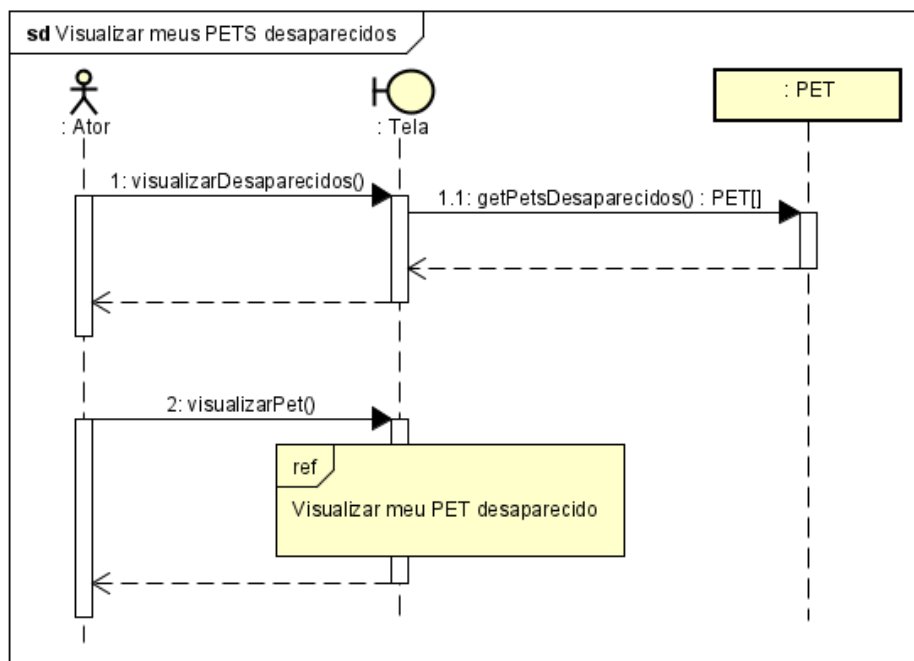 sd Visualizar meus PETS desaparecidos
: Ator
: Tela
: PET
1: visualizarDesaparecidos()
1.1: getPetsDesaparecidos() : PET[]
2: visualizarPet()
ref
Visualizar meu PET desaparecido